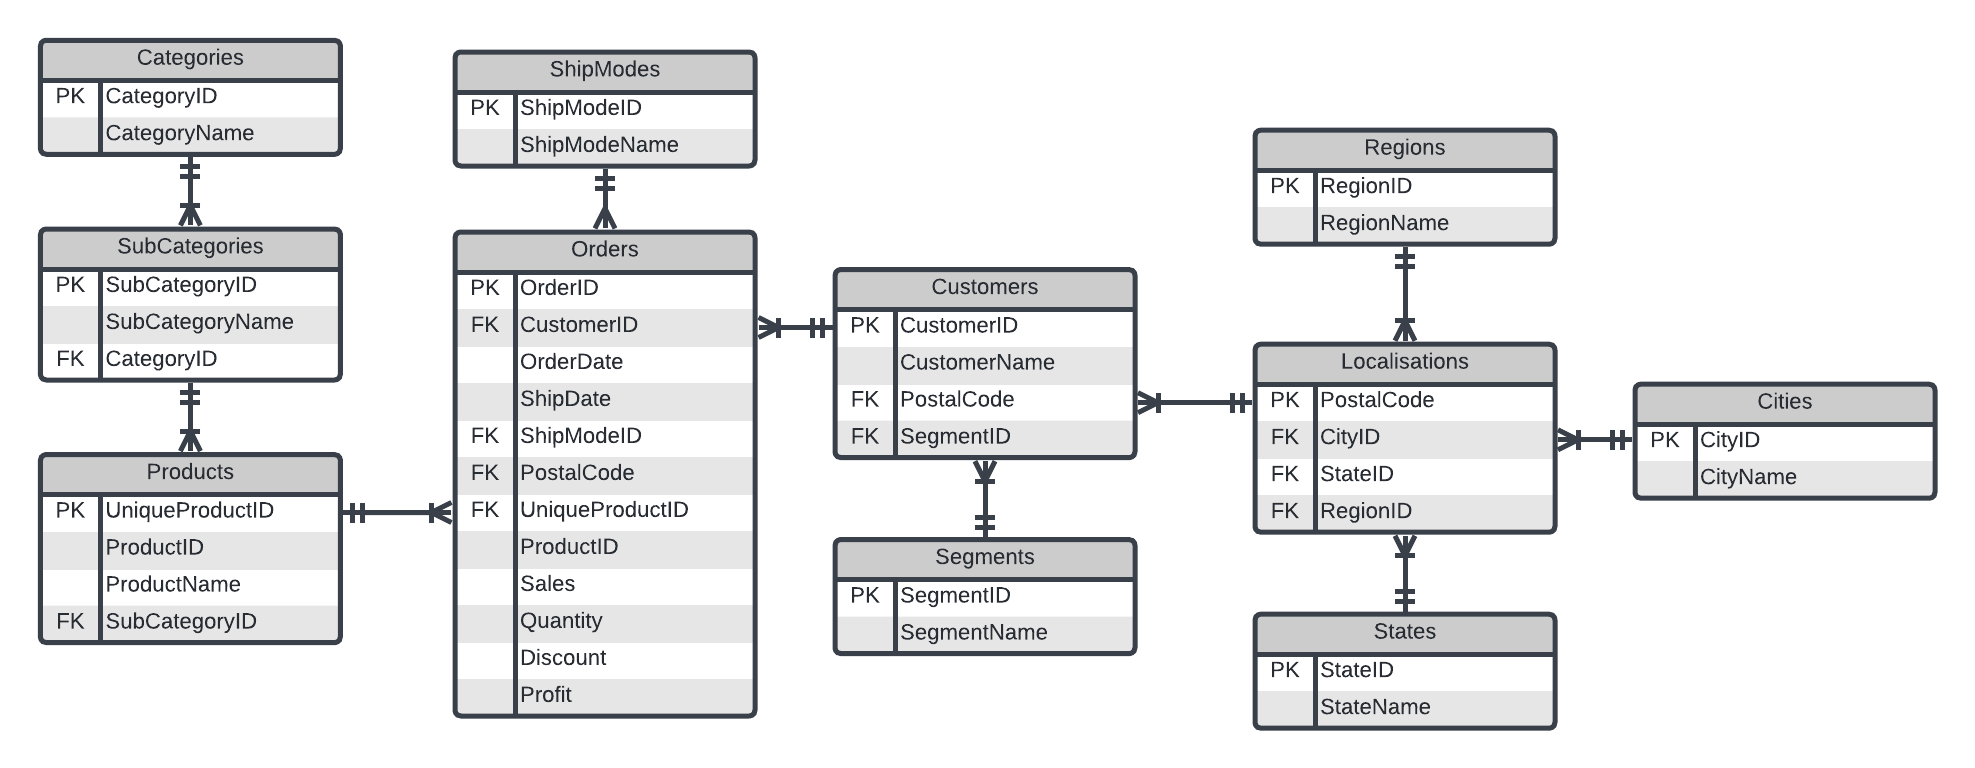 Categories
PK CategoryID
CategoryName
SubCategories
PK SubCategoryID
SubCategoryName
FK CategoryID
Products
PK UniqueProductID
ProductID
ProductName
FK SubCategoryID
ShipModes
PK ShipModeID
ShipModeName
Orders
PK OrderID
FK CustomerID
OrderDate
ShipDate
FK ShipModeID
FK PostalCode
FK UniqueProductID
ProductID
Sales
Quantity
Discount
Profit
Customers
PK CustomerID
CustomerName
FK PostalCode
FK SegmentID
Segments
PK SegmentID
SegmentName
Regions
PK RegionID
RegionName
Localisations
PK PostalCode
FK CityID
FK StateID
FK RegionID
States
PK StateID
StateName
Cities
PK CityID
CityName